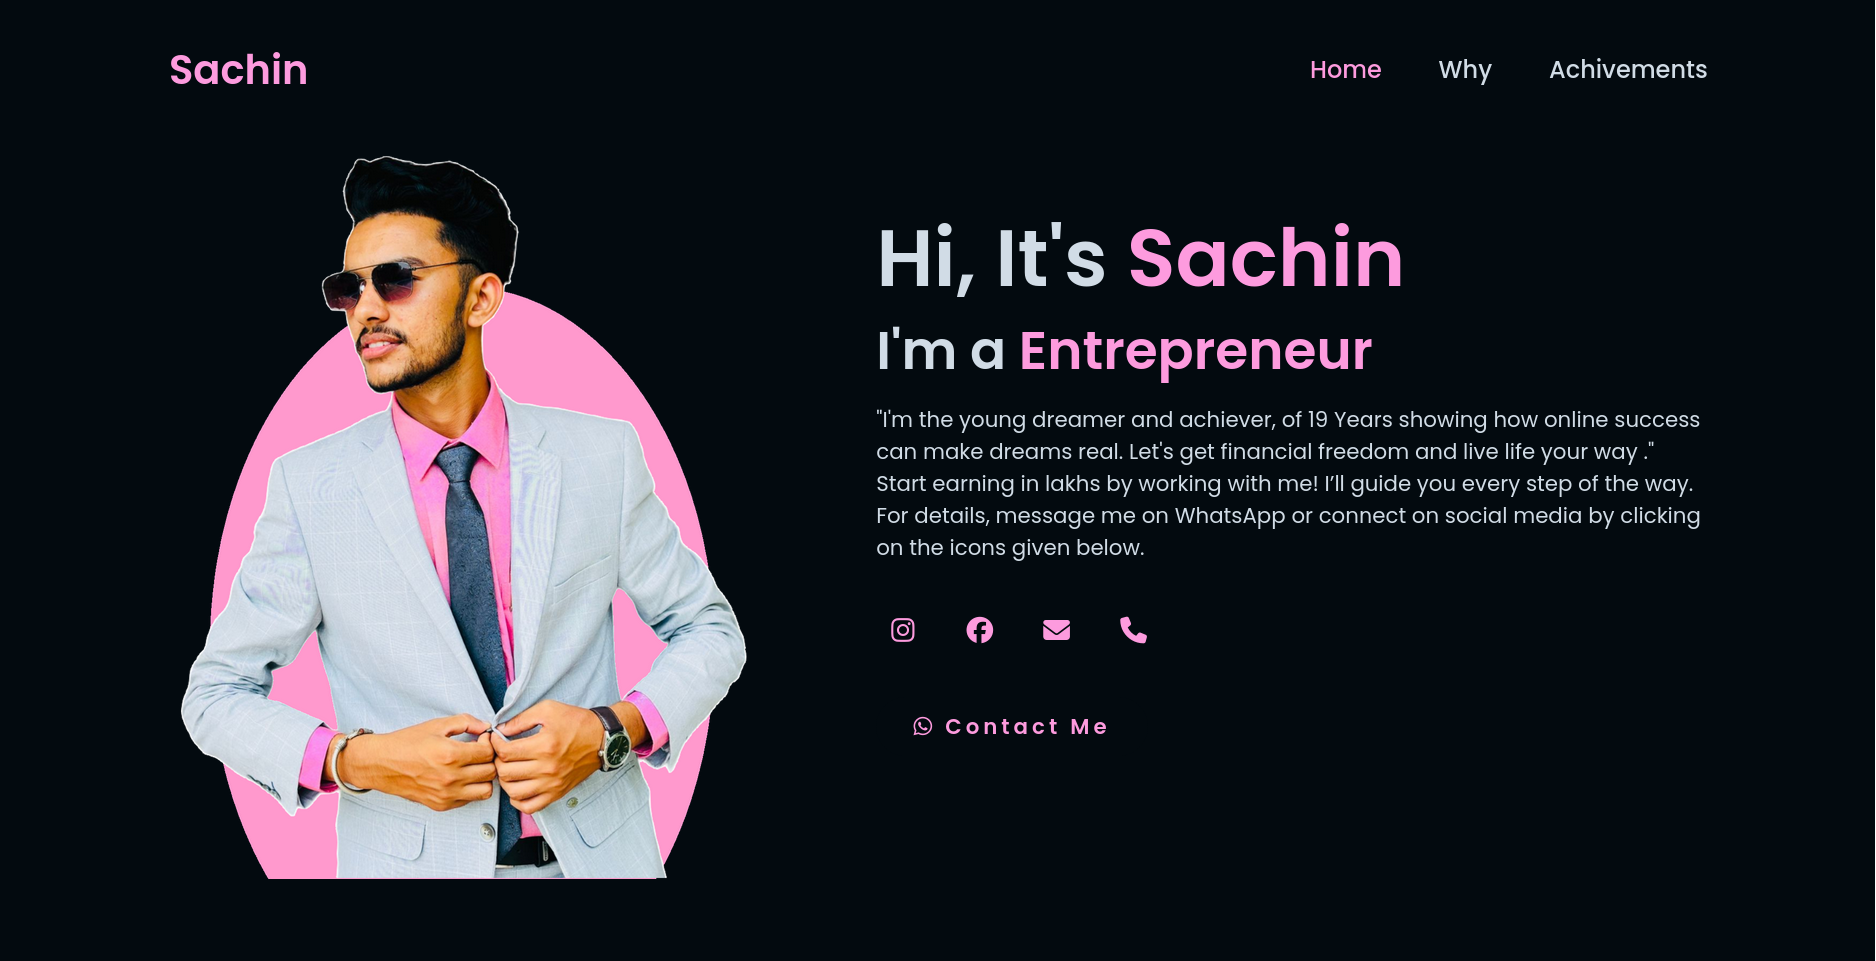 Sachin
Home Why Achivements
Hi, It's Sachin
I'm a Entrepreneur
"I'm the young dreamer and achiever, of 19 Years showing how online success
can make dreams real. Let's get financial freedom and live life your way ."
Start earning in lakhs by working with me! I’ll guide you every step of the way.
For details, message me on WhatsApp or connect on social media by clicking
on the icons given below.
Contact Me